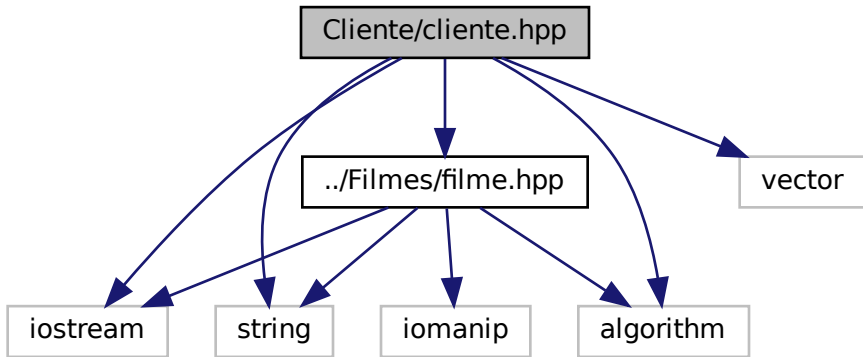 Cliente/cliente.hpp
../Filmes/filme.hpp
vector
iostream
string
iomanip
algorithm